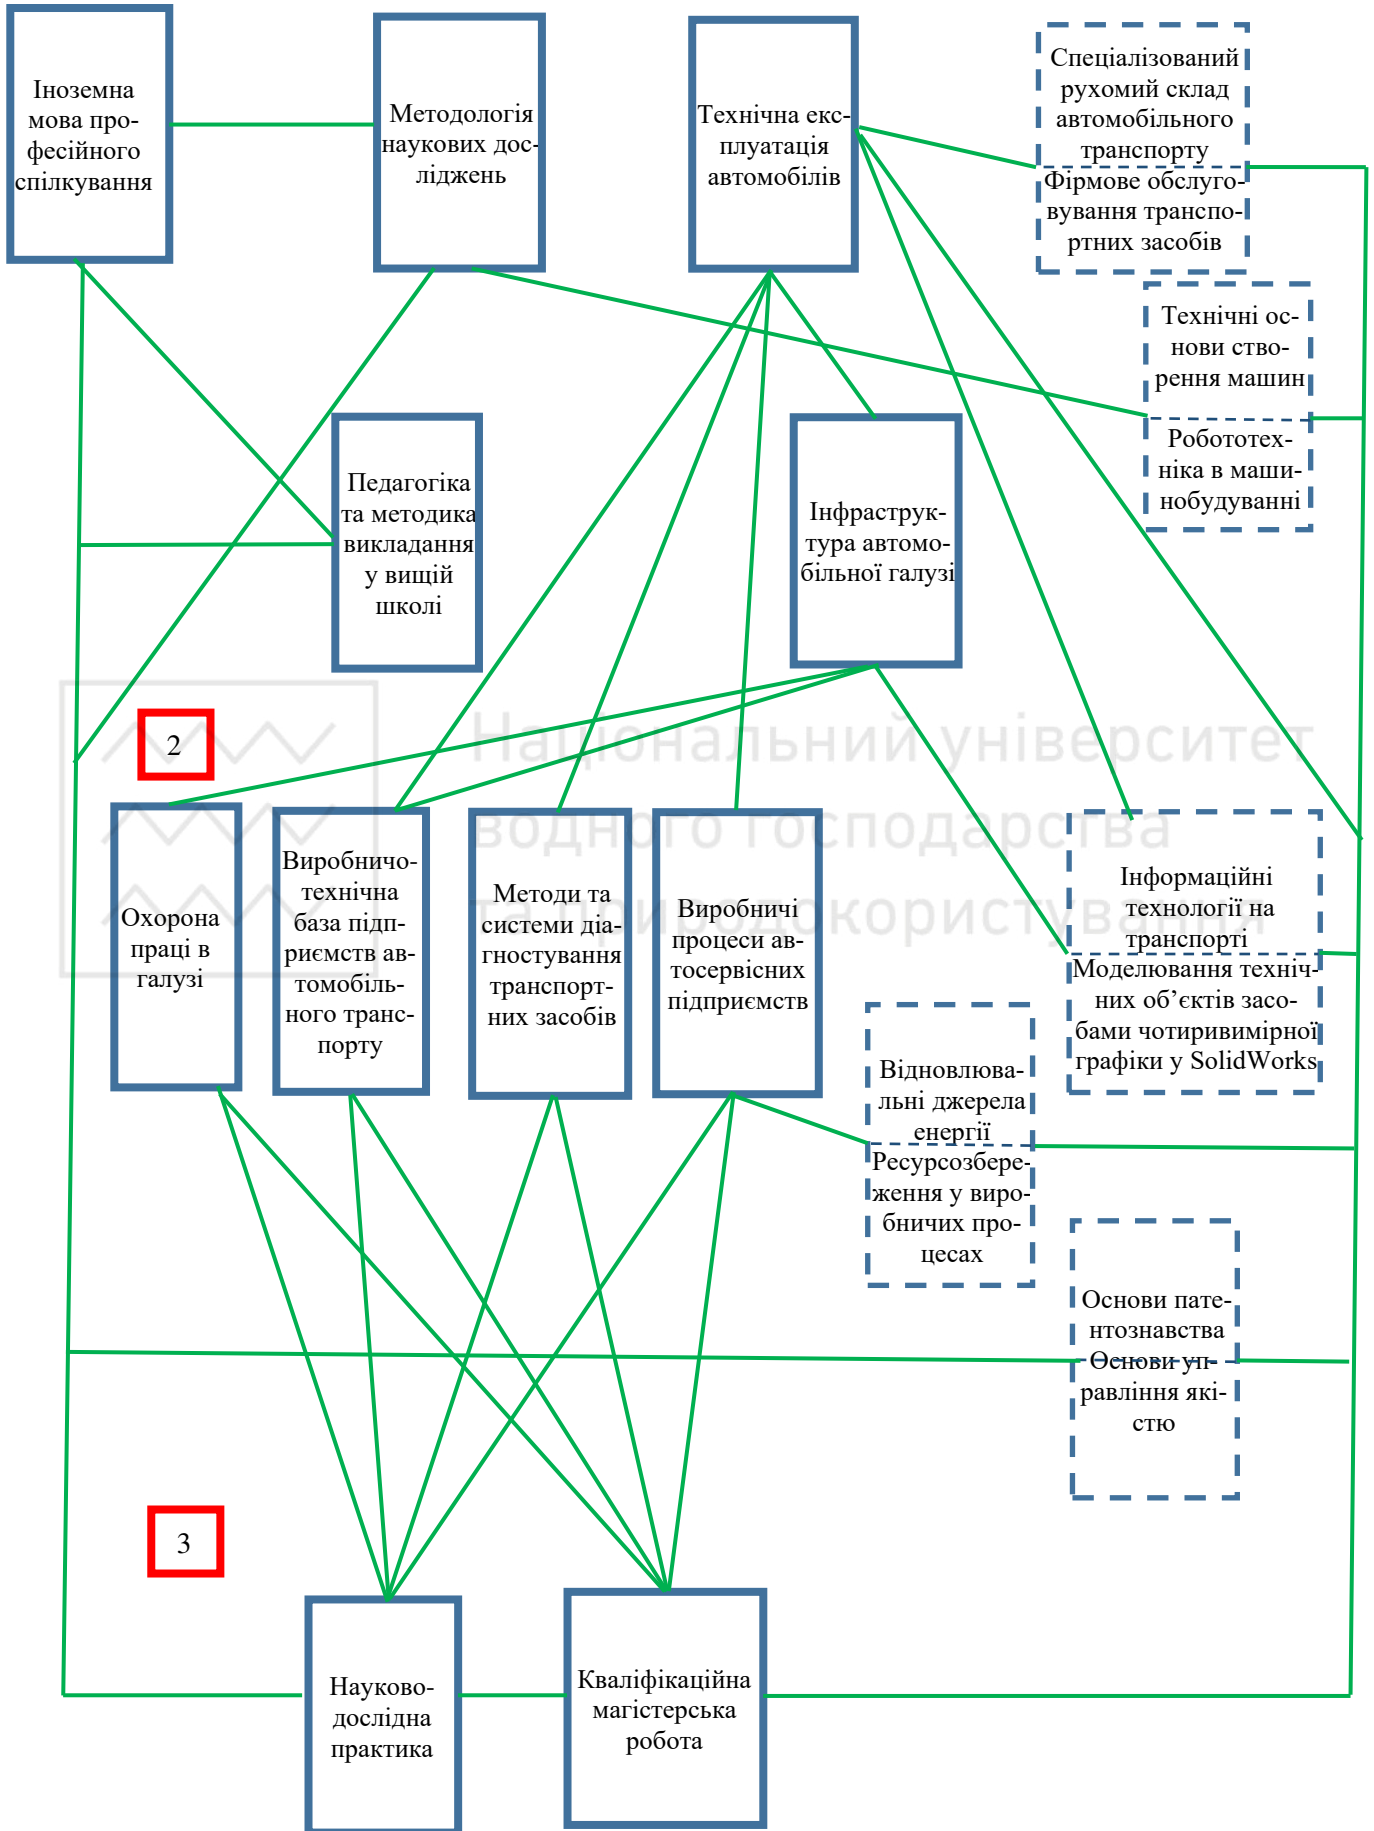 Іноземна
мова про-
фесійного
спілкування
Методологія
наукових дос-
ліджень
Технічна екс-
плуатація
автомобілів
Спеціалізований
рухомий склад
автомобільного
транспорту
Фірмове обслуго-
вування транспо-
ртних засобів
Технічні ос-
нови ство-
рення машин
Робототех-
ніка в маши-
нобудуванні
Педагогіка
та методика
викладання
у вищій
школі
Інфраструк-
тура автомо-
більної галузі
2
Національний університет
водного господарства
та природокористування
Охорона
праці в
галузі
Виробничо-
технічна
база підп-
риємств ав-
томобіль-
ного транс-
порту
Методи та
системи діа-
гностування
транспорт-
них засобів
Виробничі
процеси ав-
тосервісних
підприємств
Інформаційні
технології на
транспорті
Моделювання техніч-
них об’єктів засо-
бами чотиривимірної
графіки у SolidWorks
Відновлюва-
льні джерела
енергії
Ресурсозбере-
ження у виро-
бничих про-
цесах
Основи пате-
нтознавства
Основи уп-
равління які-
стю
3
Науково-
дослідна
практика
Кваліфікаційна
магістерська
робота